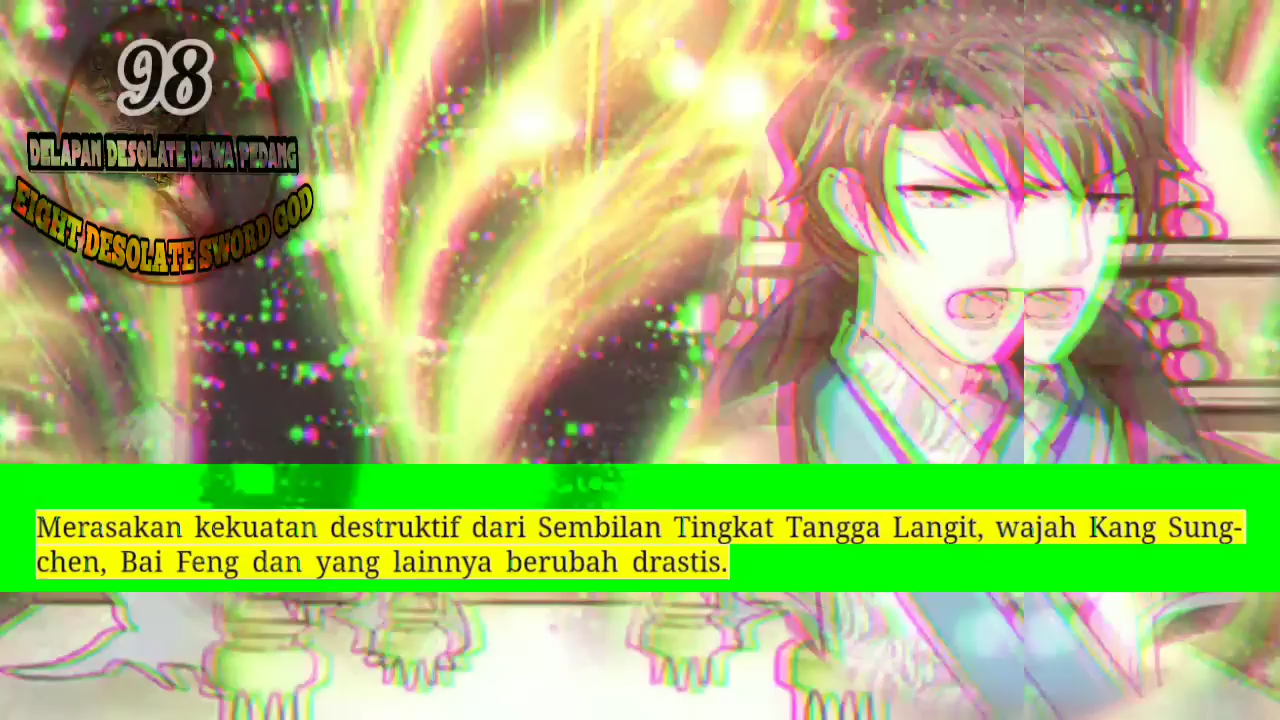 98
DELAPAN DESOLATE DEWA PEDANG
EIGHT DESOLATE SWORD GOD
Merasakan kekuatan destruktif dari Sembilan Tingkat Tangga Langit, wajah Kang Sung-
chen, Bai Feng dan yang lainnya berubah drastis.